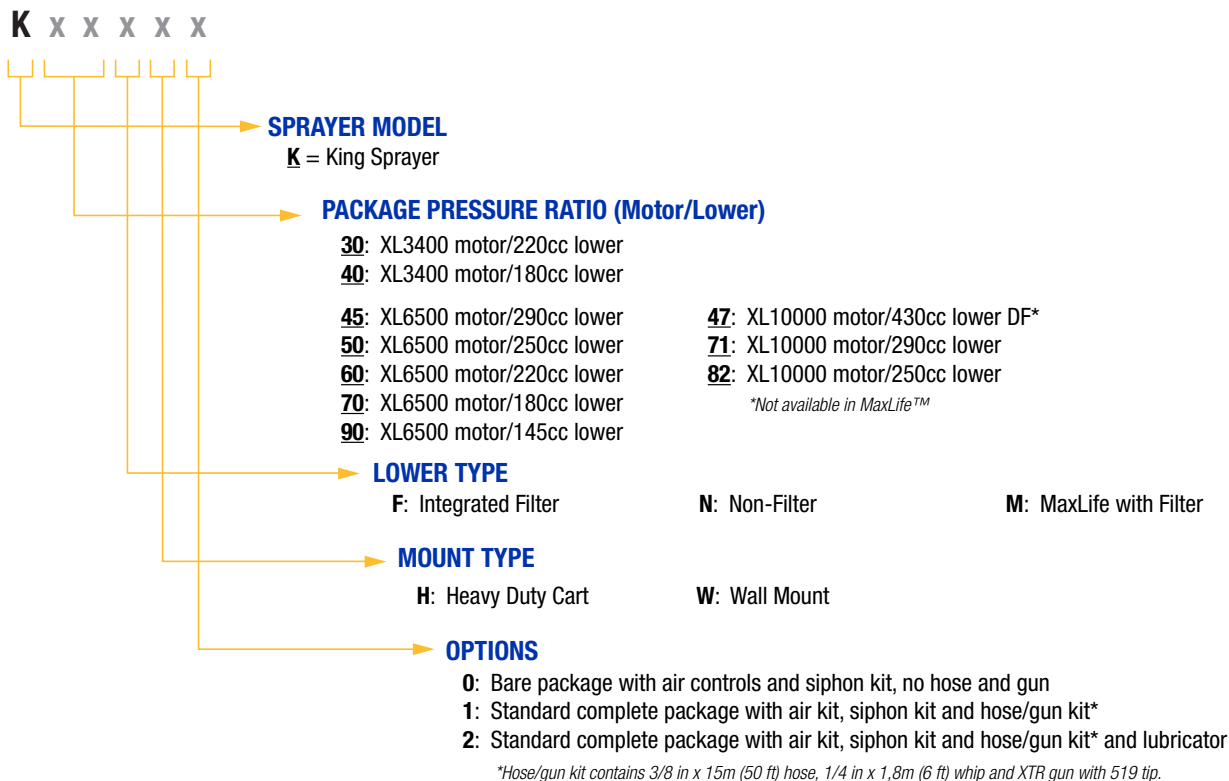 K x x x x x
SPRAYER MODEL
K = King Sprayer
PACKAGE PRESSURE RATIO (Motor/Lower)
30: XL3400 motor/220cc lower
40: XL3400 motor/180cc lower
45: XL6500 motor/290cc lower
50: XL6500 motor/250cc lower
60: XL6500 motor/220cc lower
70: XL6500 motor/180cc lower
90: XL6500 motor/145cc lower
47: XL10000 motor/430cc lower DF*
71: XL10000 motor/290cc lower
82: XL10000 motor/250cc lower
*Not available in MaxLife™
LOWER TYPE
F: Integrated Filter N: Non-Filter M: MaxLife with Filter
MOUNT TYPE
H: Heavy Duty Cart W: Wall Mount
OPTIONS
0: Bare package with air controls and siphon kit, no hose and gun
1: Standard complete package with air kit, siphon kit and hose/gun kit*
2: Standard complete package with air kit, siphon kit and hose/gun kit* and lubricator
*Hose/gun kit contains 3/8 in x 15m (50 ft) hose, 1/4 in x 1,8m (6 ft) whip and XTR gun with 519 tip.